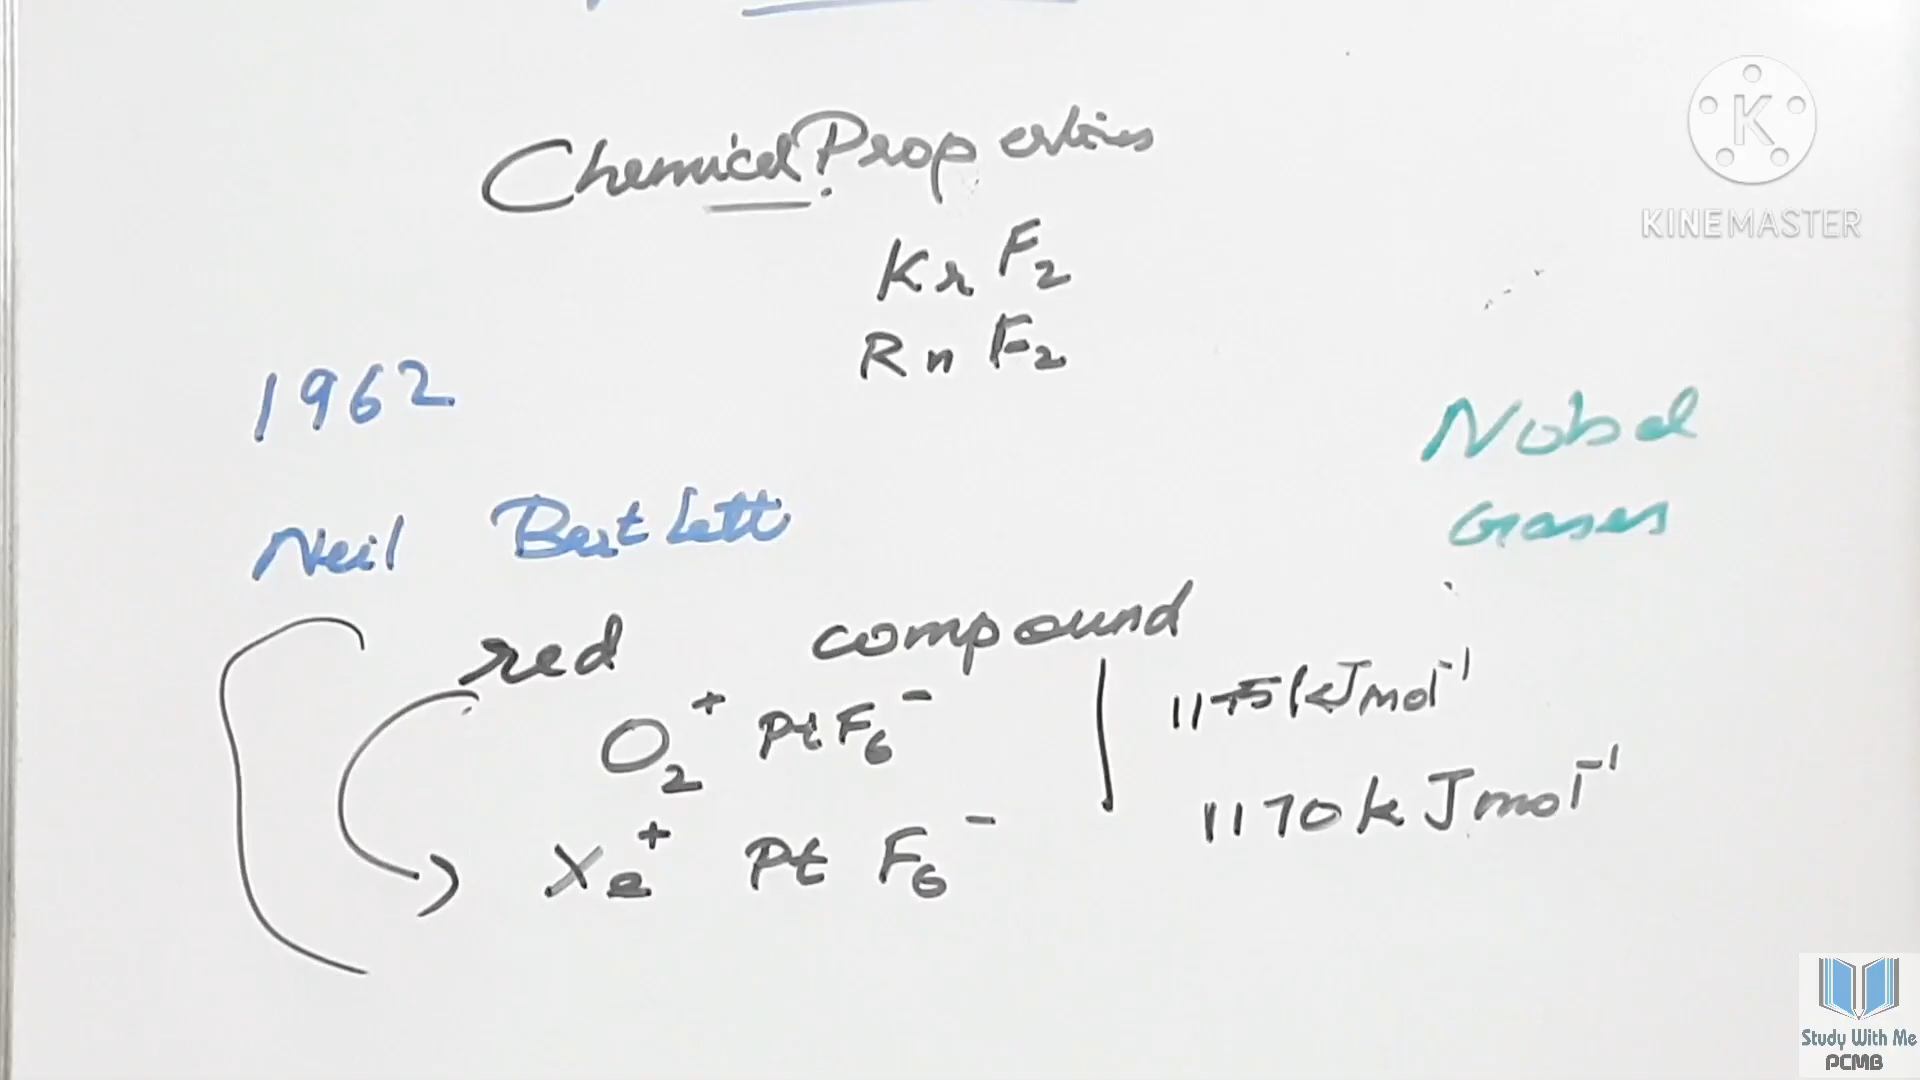 Chemical Properties
KrF₂
RnF₂
1962
Neil Bartlett
Nobel
Gases
red compound
O₂⁺ PtF₆⁻ | 1175 kJmol⁻¹
Xe⁺ PtF₆⁻ 1170 kJmol⁻¹
KINEMASTER
Study With Me
PCMB